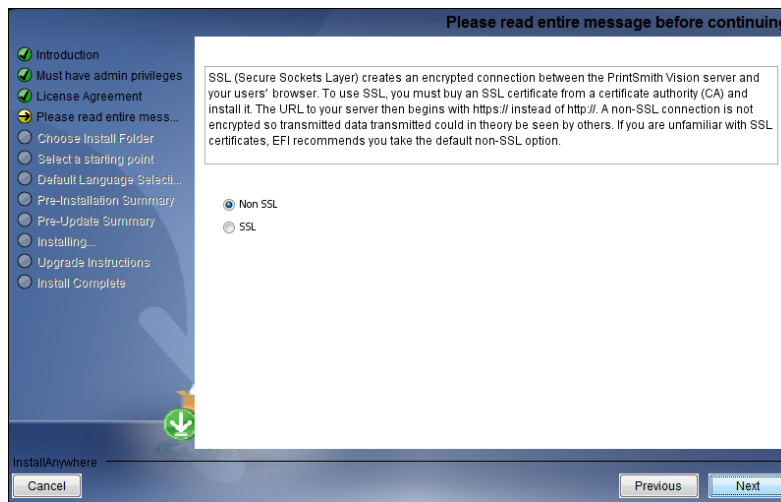 Please read entire message before continuing
Introduction
Must have admin privileges
License Agreement
Please read entire mess...
Choose Install Folder
Select a starting point
Default Language Selecti...
Pre-Installation Summary
Pre-Update Summary
Installing...
Upgrade Instructions
Install Complete
SSL (Secure Sockets Layer) creates an encrypted connection between the PrintSmith Vision server and
your users' browser. To use SSL, you must buy an SSL certificate from a certificate authority (CA) and
install it. The URL to your server then begins with https:// instead of http://. A non-SSL connection is not
encrypted so transmitted data transmitted could in theory be seen by others. If you are unfamiliar with SSL
certificates, EFI recommends you take the default non-SSL option.
Non SSL
SSL
InstallAnywhere
Cancel
Previous
Next